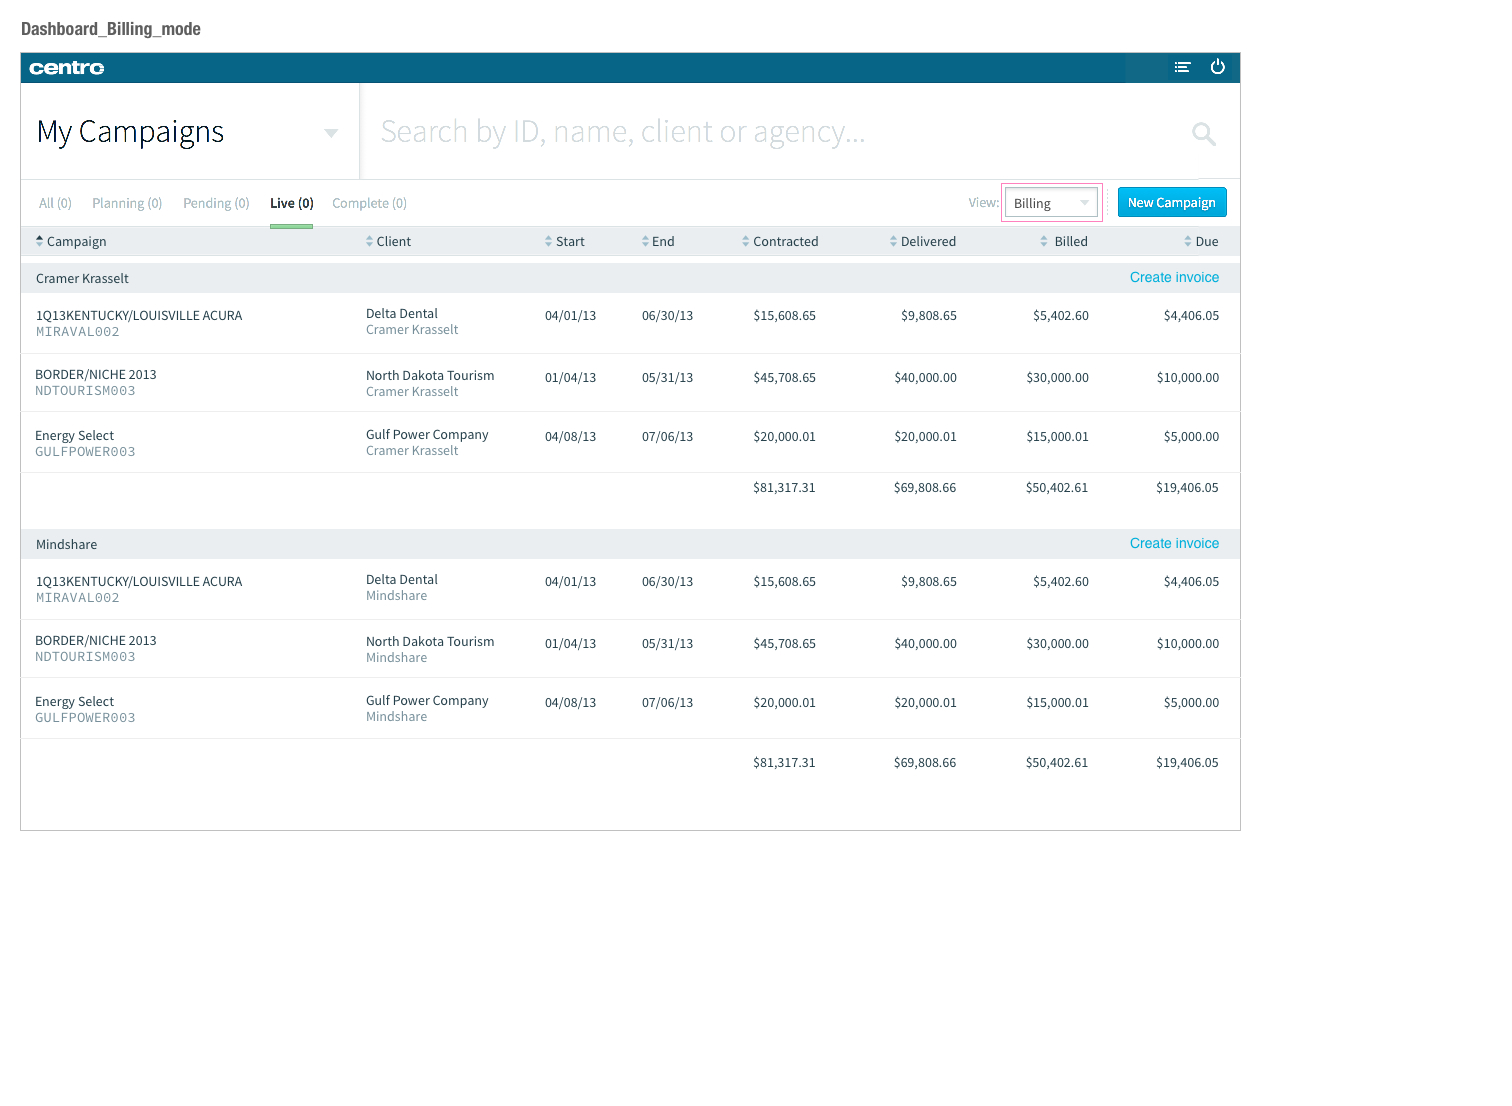 Dashboard_Billing_mode
centro
My Campaigns
Search by ID, name, client or agency...
All (0) Planning (0) Pending (0) Live (0) Complete (0) View: Billing New Campaign
Campaign Client Start End Contracted Delivered Billed Due
Cramer Krasselt Create invoice
1Q13KENTUCKY/LOUISVILLE ACURA Delta Dental 04/01/13 06/30/13 $15,608.65 $9,808.65 $5,402.60 $4,406.05
MIRAVAL002 Cramer Krasselt
BORDER/NICHE 2013 North Dakota Tourism 01/04/13 05/31/13 $45,708.65 $40,000.00 $30,000.00 $10,000.00
NDTOURISM003 Cramer Krasselt
Energy Select Gulf Power Company 04/08/13 07/06/13 $20,000.01 $20,000.01 $15,000.01 $5,000.00
GULFPOWER003 Cramer Krasselt
$81,317.31 $69,808.66 $50,402.61 $19,406.05
Mindshare Create invoice
1Q13KENTUCKY/LOUISVILLE ACURA Delta Dental 04/01/13 06/30/13 $15,608.65 $9,808.65 $5,402.60 $4,406.05
MIRAVAL002 Mindshare
BORDER/NICHE 2013 North Dakota Tourism 01/04/13 05/31/13 $45,708.65 $40,000.00 $30,000.00 $10,000.00
NDTOURISM003 Mindshare
Energy Select Gulf Power Company 04/08/13 07/06/13 $20,000.01 $20,000.01 $15,000.01 $5,000.00
GULFPOWER003 Mindshare
$81,317.31 $69,808.66 $50,402.61 $19,406.05